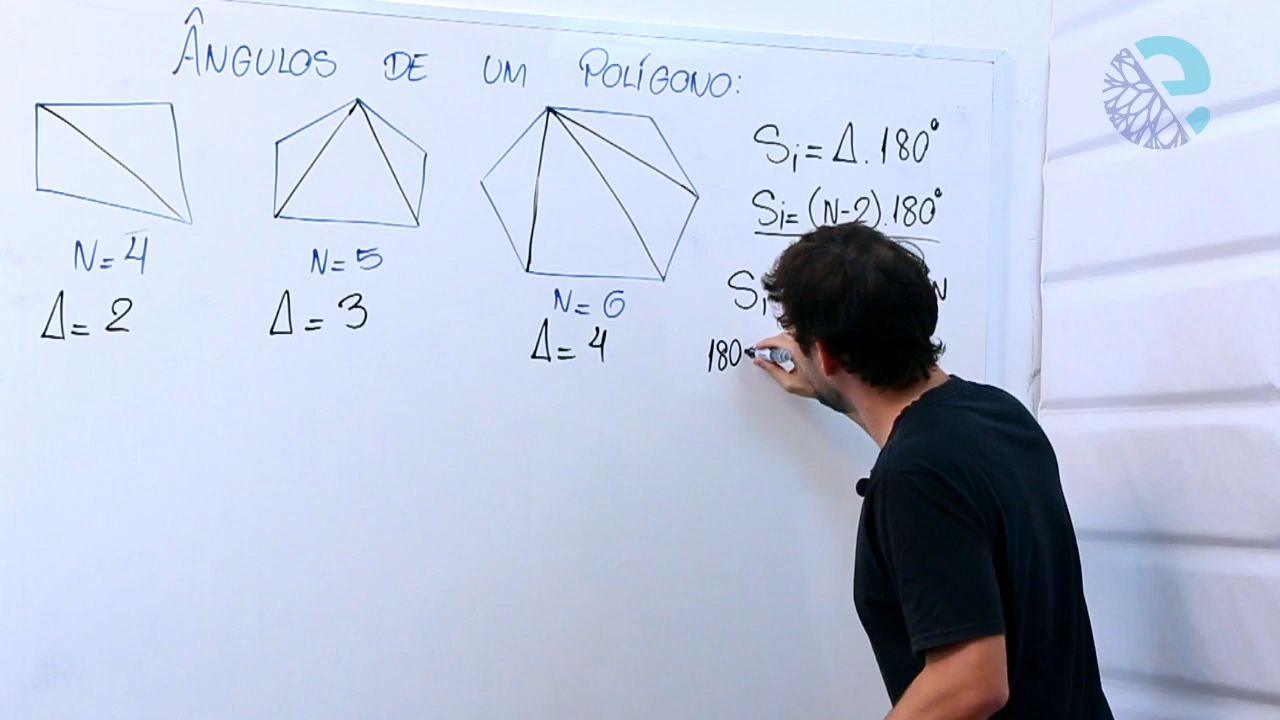 ÂNGULOS DE UM POLÍGONO:
N=4
Δ=2
N=5
Δ=3
N=6
Δ=4
Si=Δ.180°
Si=(N-2).180°
Si
N
180